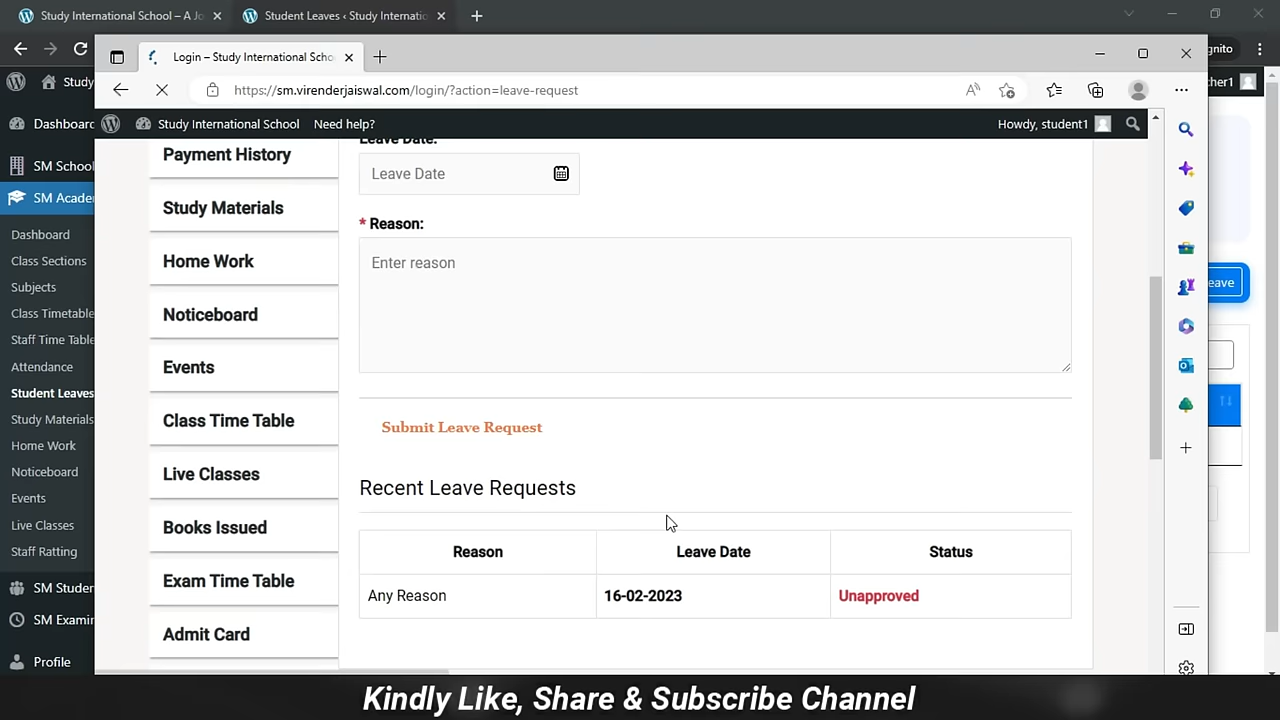 Study International School – A Jo
Student Leaves ‹ Study Internatio
Login – Study International Scho
https://sm.virenderjaiswal.com/login/?action=leave-request
Study
Study International School
Need help?
Howdy, student1
Dashboard
SM School
SM Acade
Dashboard
Class Sections
Subjects
Class Timetable
Staff Time Table
Attendance
Student Leaves
Study Materials
Home Work
Noticeboard
Events
Live Classes
Staff Ratting
SM Studen
SM Examin
Profile
Payment History
Study Materials
Home Work
Noticeboard
Events
Class Time Table
Live Classes
Books Issued
Exam Time Table
Admit Card
Leave Date:
Leave Date
* Reason:
Enter reason
Submit Leave Request
Recent Leave Requests
Reason Leave Date Status
Any Reason 16-02-2023 Unapproved
eave
Kindly Like, Share & Subscribe Channel